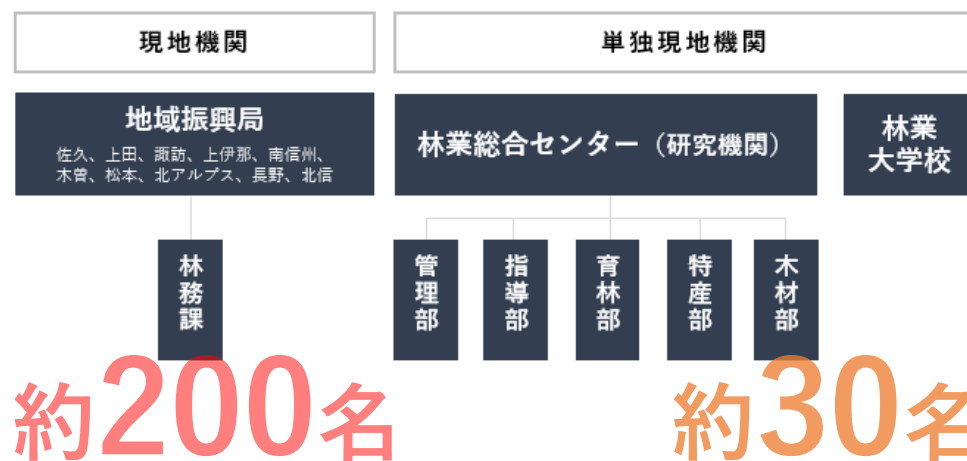 現地機関
単独現地機関
地域振興局
佐久、上田、諏訪、上伊那、南信州、
木曽、松本、北アルプス、長野、北信
林業総合センター（研究機関）
林業
大学校
林務課
管理部
指導部
育林部
特産部
木材部
約200名
約30名